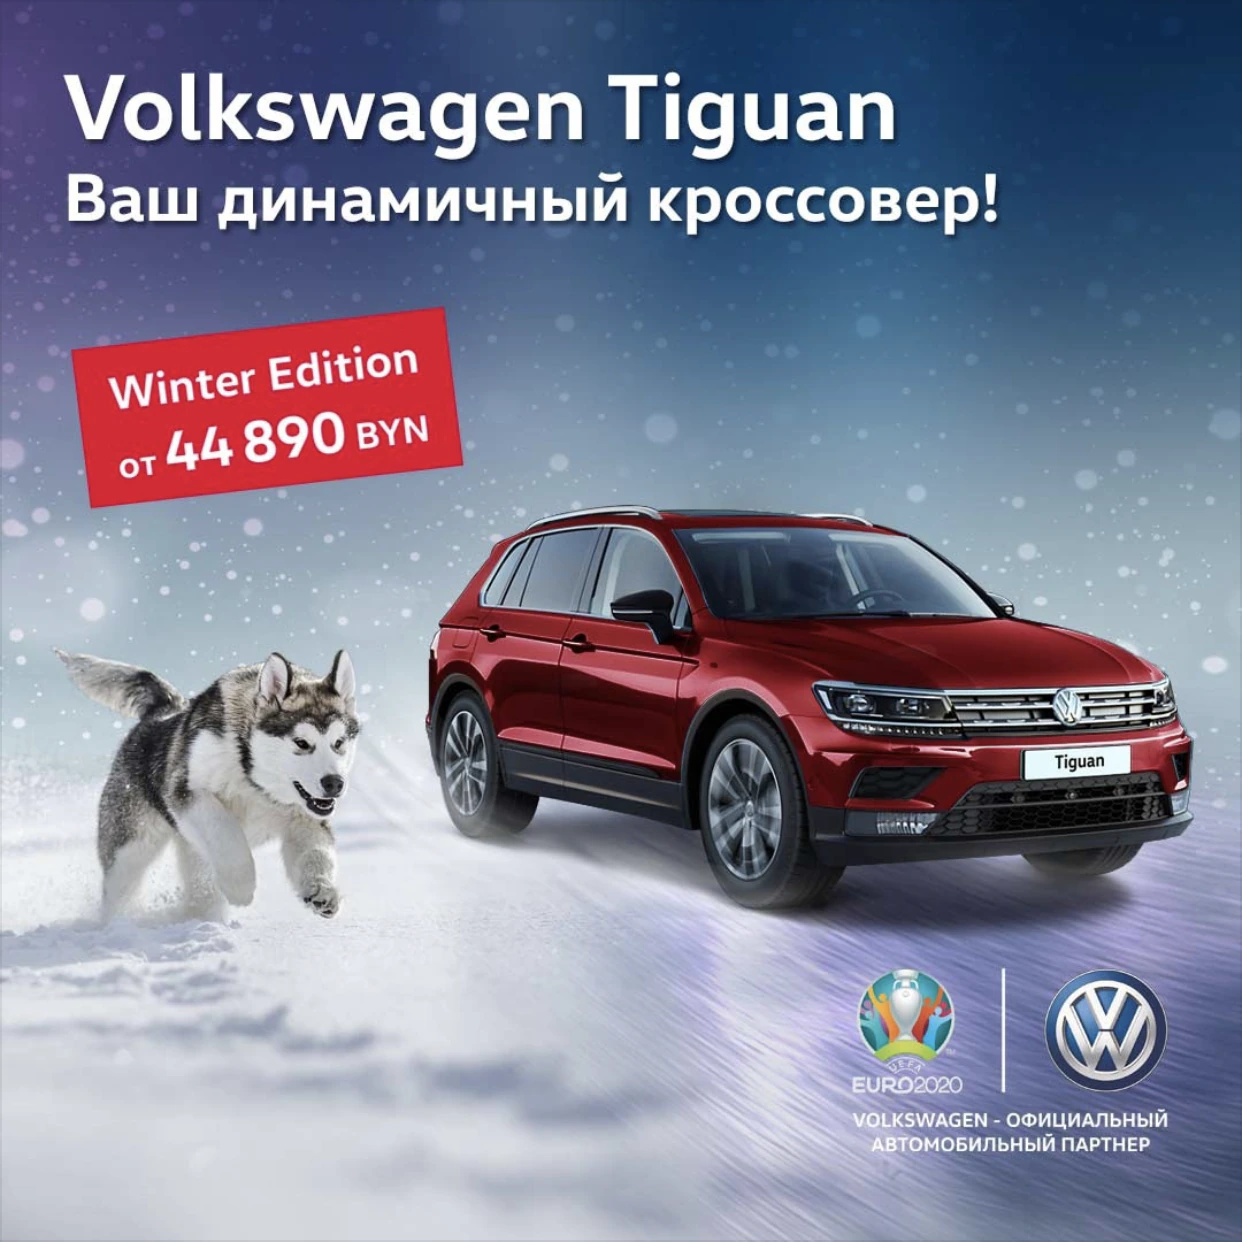 Volkswagen Tiguan
Ваш динамичный кроссовер!
Winter Edition
от 44 890 BYN
Tiguan
UEFA
EURO2020
VOLKSWAGEN - ОФИЦИАЛЬНЫЙ
АВТОМОБИЛЬНЫЙ ПАРТНЕР